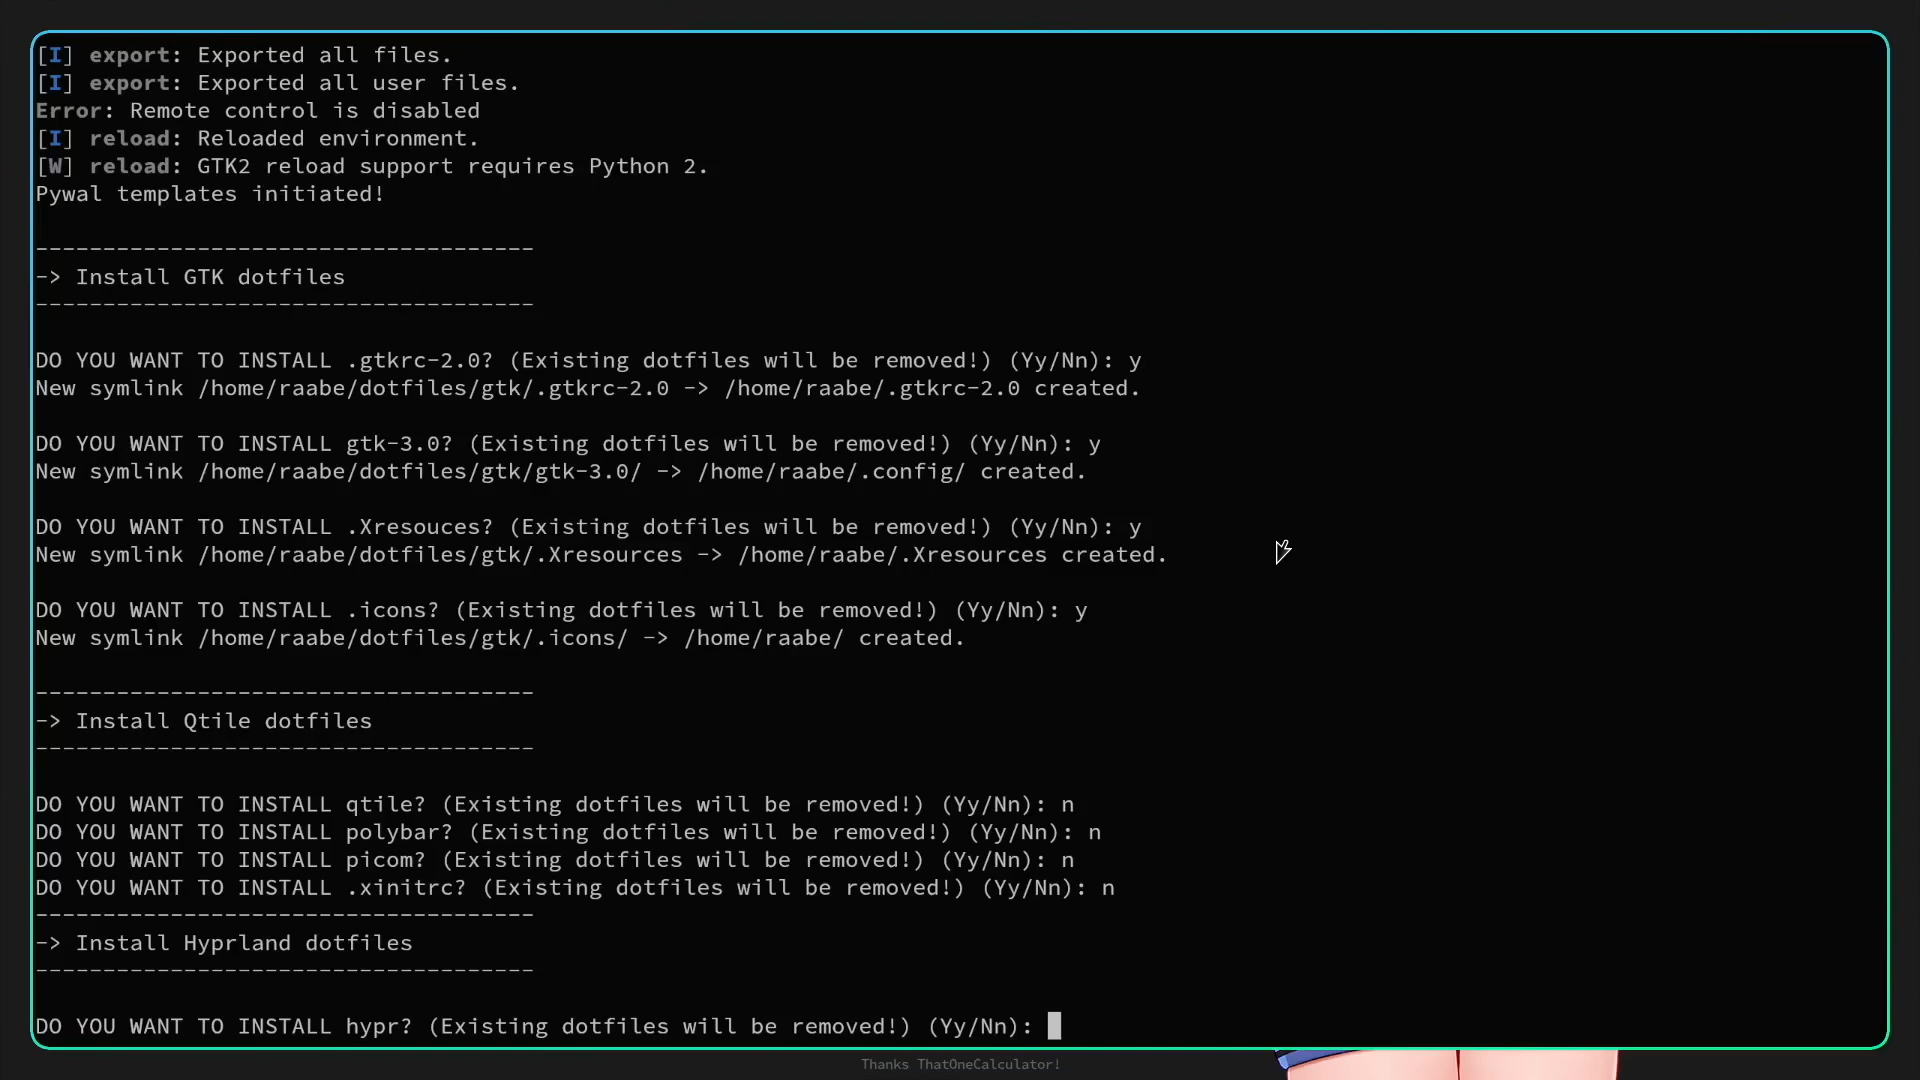 [I] export: Exported all files.
[I] export: Exported all user files.
Error: Remote control is disabled
[I] reload: Reloaded environment.
[W] reload: GTK2 reload support requires Python 2.
Pywal templates initiated!
-------------------------------------
-> Install GTK dotfiles
-------------------------------------
DO YOU WANT TO INSTALL .gtkrc-2.0? (Existing dotfiles will be removed!) (Yy/Nn): y
New symlink /home/raabe/dotfiles/gtk/.gtkrc-2.0 -> /home/raabe/.gtkrc-2.0 created.
DO YOU WANT TO INSTALL gtk-3.0? (Existing dotfiles will be removed!) (Yy/Nn): y
New symlink /home/raabe/dotfiles/gtk/gtk-3.0/ -> /home/raabe/.config/ created.
DO YOU WANT TO INSTALL .Xresouces? (Existing dotfiles will be removed!) (Yy/Nn): y
New symlink /home/raabe/dotfiles/gtk/.Xresources -> /home/raabe/.Xresources created.
DO YOU WANT TO INSTALL .icons? (Existing dotfiles will be removed!) (Yy/Nn): y
New symlink /home/raabe/dotfiles/gtk/.icons/ -> /home/raabe/ created.
-------------------------------------
-> Install Qtile dotfiles
-------------------------------------
DO YOU WANT TO INSTALL qtile? (Existing dotfiles will be removed!) (Yy/Nn): n
DO YOU WANT TO INSTALL polybar? (Existing dotfiles will be removed!) (Yy/Nn): n
DO YOU WANT TO INSTALL picom? (Existing dotfiles will be removed!) (Yy/Nn): n
DO YOU WANT TO INSTALL .xinitrc? (Existing dotfiles will be removed!) (Yy/Nn): n
-------------------------------------
-> Install Hyprland dotfiles
-------------------------------------
DO YOU WANT TO INSTALL hypr? (Existing dotfiles will be removed!) (Yy/Nn):
Thanks ThatOneCalculator!